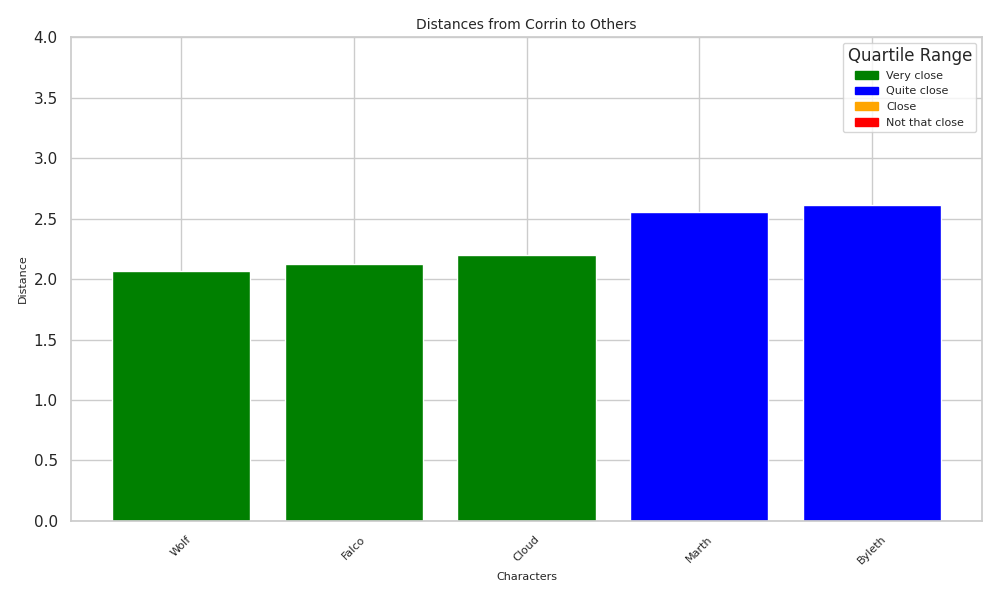 Distances from Corrin to Others
4.0
3.5
3.0
2.5
2.0
1.5
1.0
0.5
0.0
Distance
Quartile Range
Very close
Quite close
Close
Not that close
Wolf
Falco
Cloud
Marth
Byleth
Characters